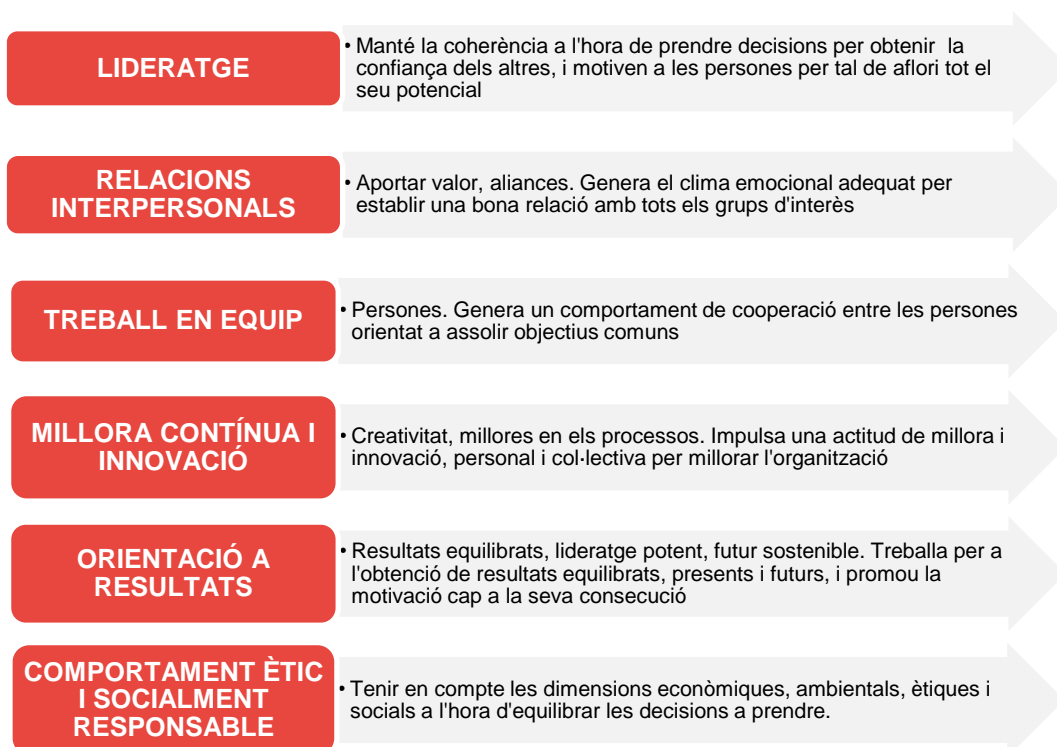 LIDERATGE
• Manté la coherència a l'hora de prendre decisions per obtenir  la
confiança dels altres, i motiven a les persones per tal de aflori tot el
seu potencial
RELACIONS
INTERPERSONALS
• Aportar valor, aliances. Genera el clima emocional adequat per
establir una bona relació amb tots els grups d'interès
TREBALL EN EQUIP
• Persones. Genera un comportament de cooperació entre les persones
orientat a assolir objectius comuns
MILLORA CONTÍNUA I
INNOVACIÓ
• Creativitat, millores en els processos. Impulsa una actitud de millora i
innovació, personal i col·lectiva per millorar l'organització
ORIENTACIÓ A
RESULTATS
• Resultats equilibrats, lideratge potent, futur sostenible. Treballa per a
l'obtenció de resultats equilibrats, presents i futurs, i promou la
motivació cap a la seva consecució
COMPORTAMENT ÈTIC
I SOCIALMENT
RESPONSABLE
• Tenir en compte les dimensions econòmiques, ambientals, ètiques i
socials a l'hora d'equilibrar les decisions a prendre.